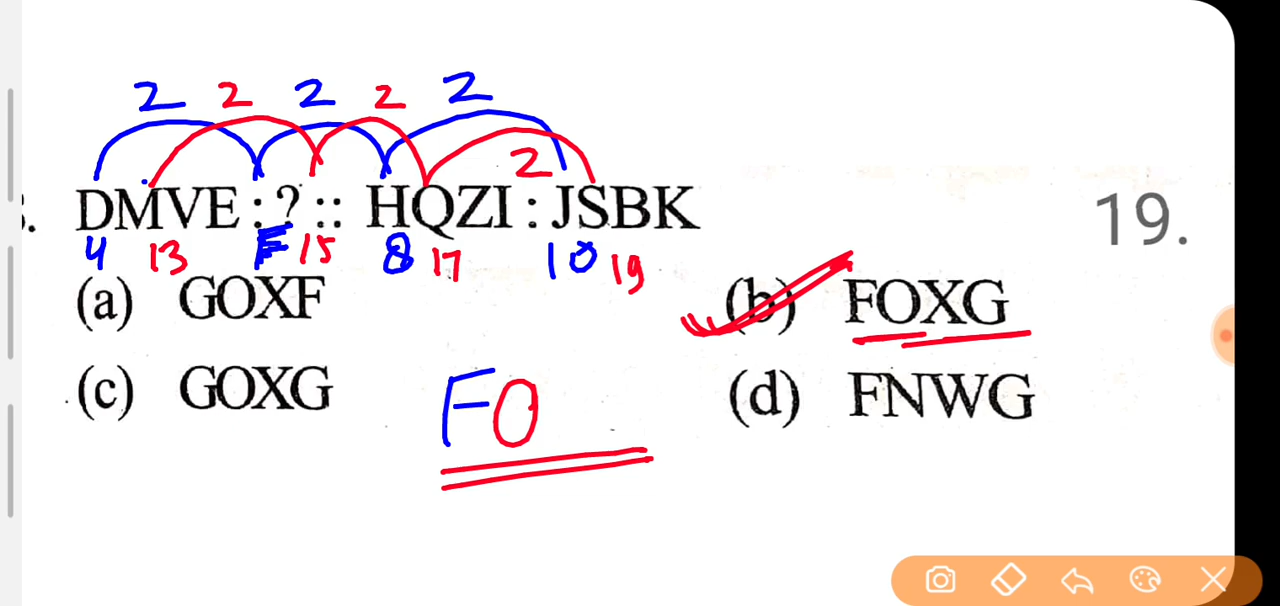 2 2 2 2 2
2
. DMVE : ? :: HQZI : JSBK
19.
4 13 F 15 8 17 10 19
(a) GOXF (b) FOXG
(c) GOXG (d) FNWG
FO